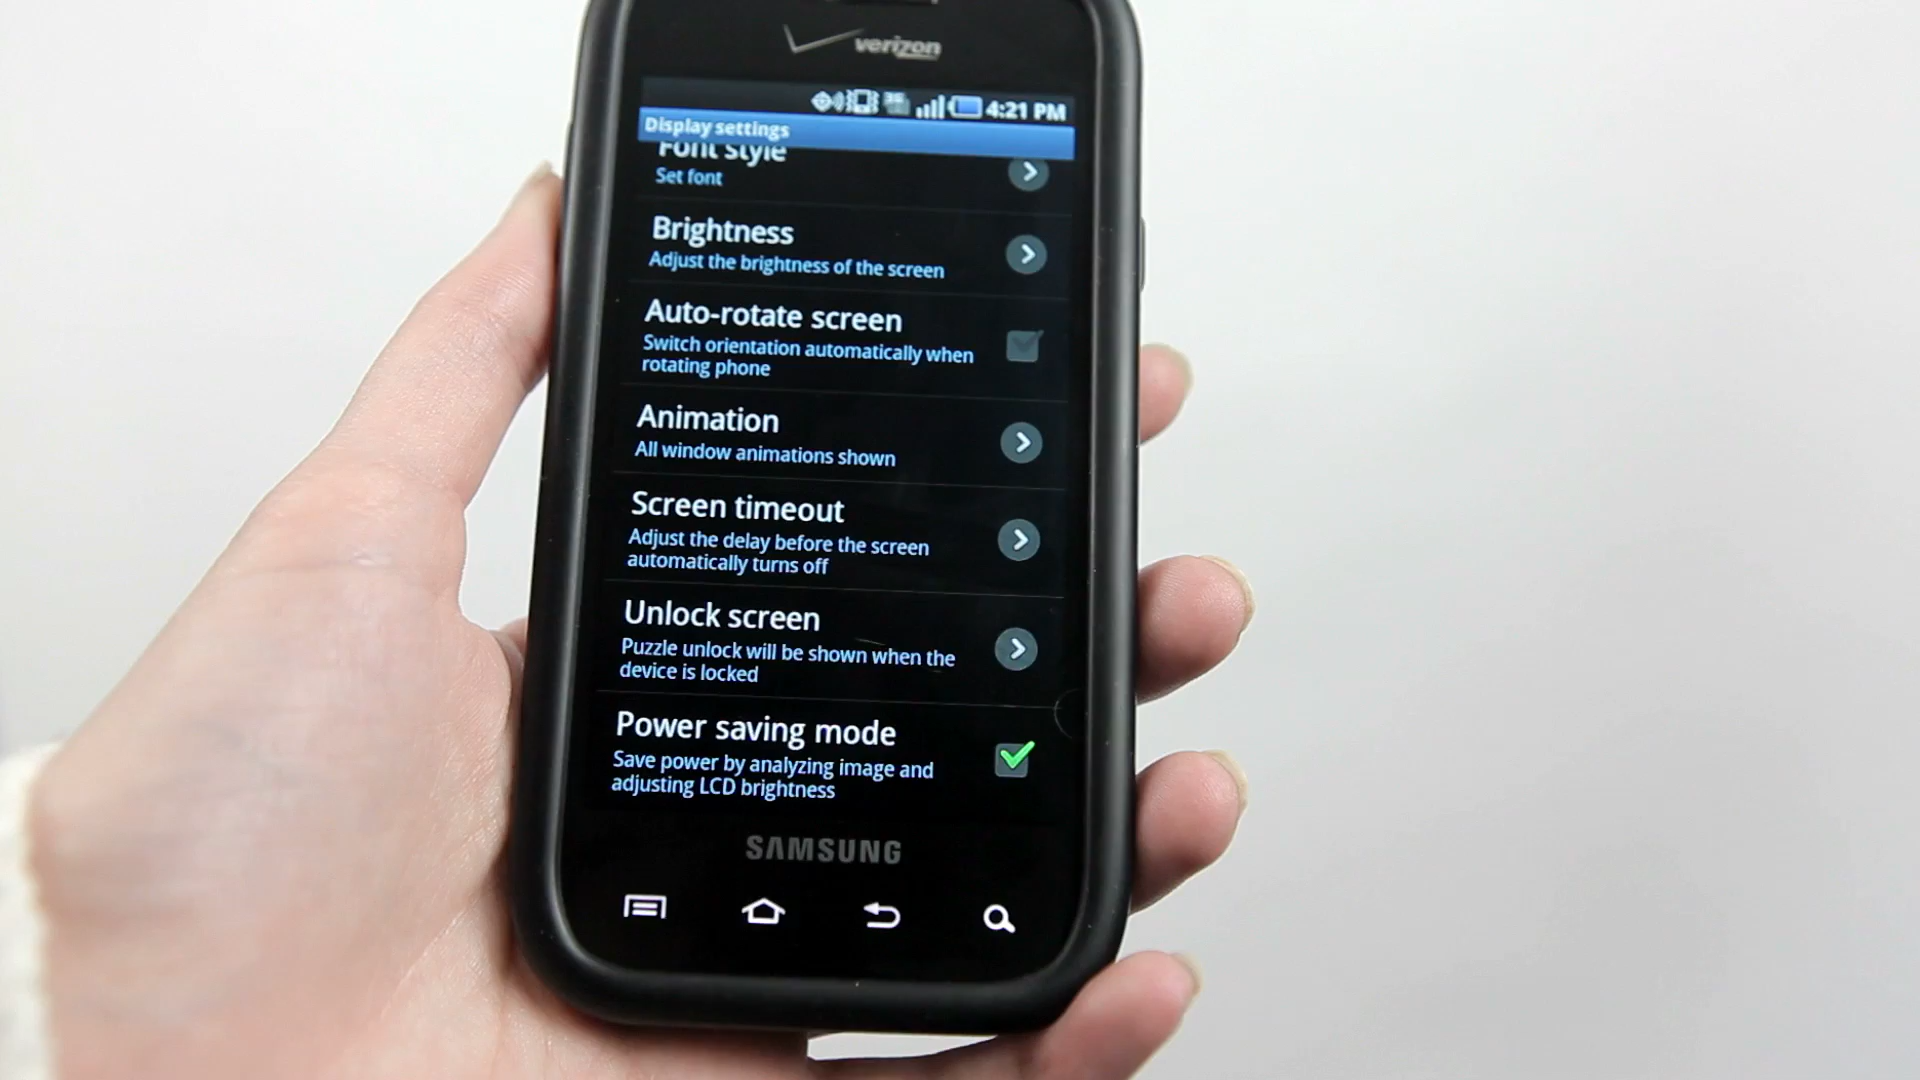 verizon
3G 4:21 PM
Display settings
Font style
Set font
Brightness
Adjust the brightness of the screen
Auto-rotate screen
Switch orientation automatically when
rotating phone
Animation
All window animations shown
Screen timeout
Adjust the delay before the screen
automatically turns off
Unlock screen
Puzzle unlock will be shown when the
device is locked
Power saving mode
Save power by analyzing image and
adjusting LCD brightness
SAMSUNG